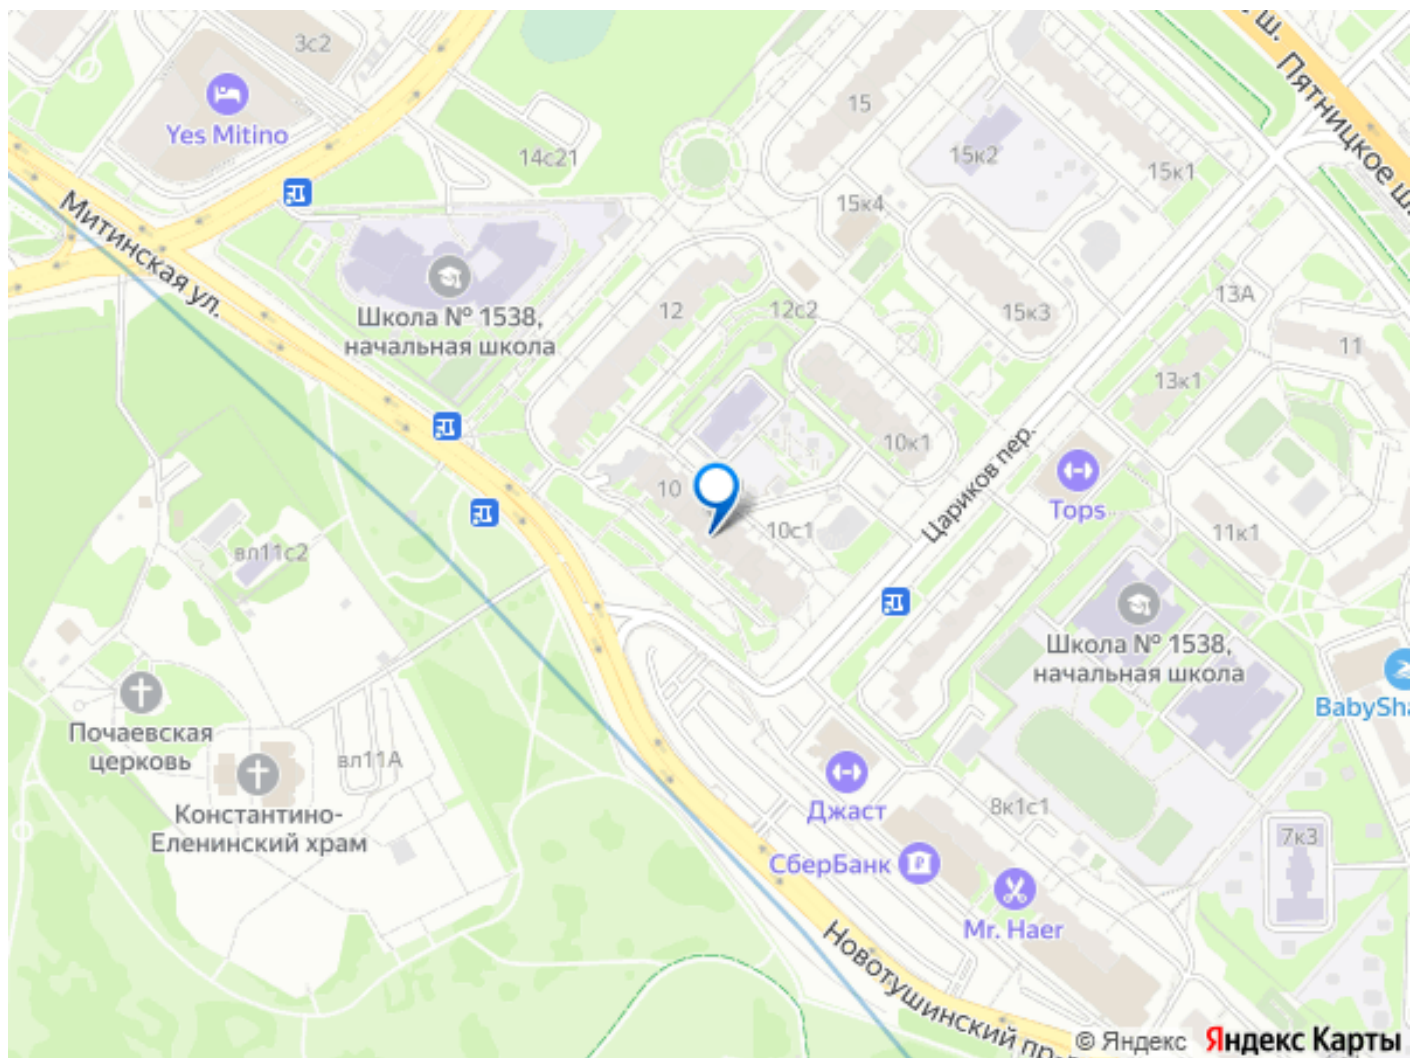 3с2
ш.
Пятницкое ш.
Yes Mitino
15
14с21
15к2
15к1
15к4
Митинская ул.
Школа № 1538,
начальная школа
12
12с2
15к3
13А
11
13к1
10к1
Цариков пер.
10
Tops
10с1
11к1
вл11с2
Школа № 1538,
начальная школа
BabySha
Почаевская
церковь
вл11А
Константино-
Еленинский храм
Джаст
8к1с1
7к3
СберБанк
Mr. Haer
Новотушинский пр-
© Яндекс Яндекс Карты